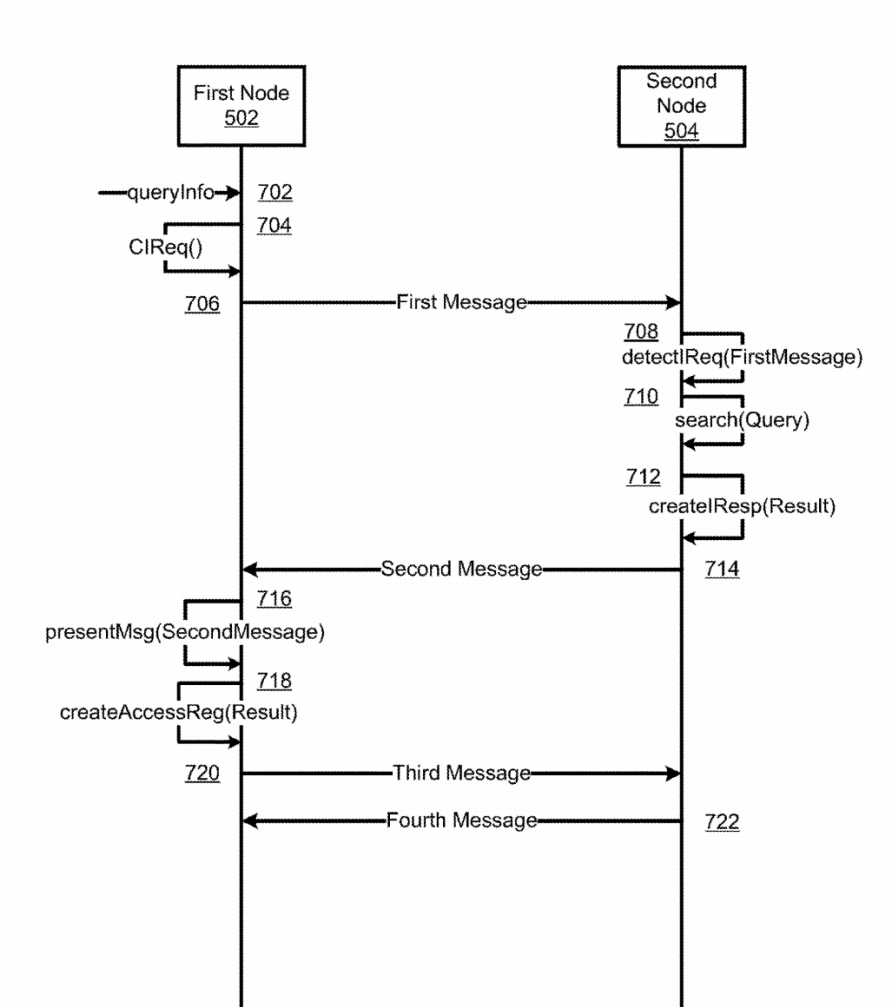 First Node
502
Second
Node
504
queryInfo
702
704
CIReq()
706
First Message
708
detectIReq(FirstMessage)
710
search(Query)
712
createIResp(Result)
Second Message
714
716
presentMsg(SecondMessage)
718
createAccessReg(Result)
720
Third Message
Fourth Message
722